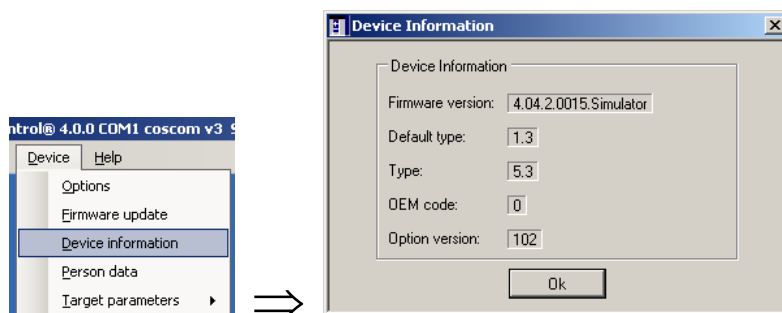 ntrol® 4.0.0 COM1 coscom v3
Device Help
Options
Firmware update
Device information
Person data
Target parameters
Device Information
Device Information
Firmware version: 4.04.2.0015.Simulator
Default type: 1.3
Type: 5.3
OEM code: 0
Option version: 102
Ok